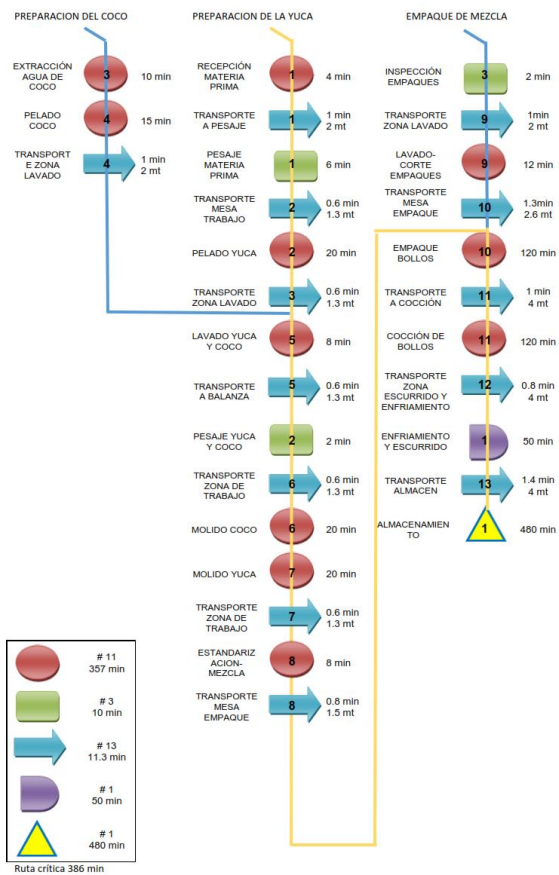 PREPARACION DEL COCO
EXTRACCIÓN
AGUA DE
COCO
3
10 min
PELADO
COCO
4
15 min
TRANSPORT
E ZONA
LAVADO
4
1 min
2 mt
PREPARACION DE LA YUCA
RECEPCIÓN
MATERIA
PRIMA
1
4 min
TRANSPORTE
A PESAJE
1
1 min
2 mt
PESAJE
MATERIA
PRIMA
1
6 min
TRANSPORTE
MESA
TRABAJO
2
0.6 min
1.3 mt
PELADO YUCA
2
20 min
TRANSPORTE
ZONA LAVADO
3
0.6 min
1.3 mt
LAVADO YUCA
Y COCO
5
8 min
TRANSPORTE
A BALANZA
5
0.6 min
1.3 mt
PESAJE YUCA
Y COCO
2
2 min
TRANSPORTE
ZONA DE
TRABAJO
6
0.6 min
1.3 mt
MOLIDO COCO
6
20 min
MOLIDO YUCA
7
20 min
TRANSPORTE
ZONA DE
TRABAJO
7
0.6 min
1.3 mt
ESTANDARIZ
ACION-
MEZCLA
8
8 min
TRANSPORTE
MESA
EMPAQUE
8
0.8 min
1.5 mt
EMPAQUE DE MEZCLA
INSPECCIÓN
EMPAQUES
3
2 min
TRANSPORTE
ZONA LAVADO
9
1min
2 mt
LAVADO-
CORTE
EMPAQUES
9
12 min
TRANSPORTE
MESA
EMPAQUE
10
1.3min
2.6 mt
EMPAQUE
BOLLOS
10
120 min
TRANSPORTE
A COCCIÓN
11
1 min
4 mt
COCCIÓN DE
BOLLOS
11
120 min
TRANSPORTE
ZONA
ESCURRIDO Y
ENFRIAMIENTO
12
0.8 min
4 mt
ENFRIAMIENTO
Y ESCURRIDO
1
50 min
TRANSPORTE
ALMACEN
13
1.4 min
4 mt
ALMACENAMIEN
TO
1
480 min
# 11
357 min
# 3
10 min
# 13
11.3 min
# 1
50 min
# 1
480 min
Ruta crítica 386 min